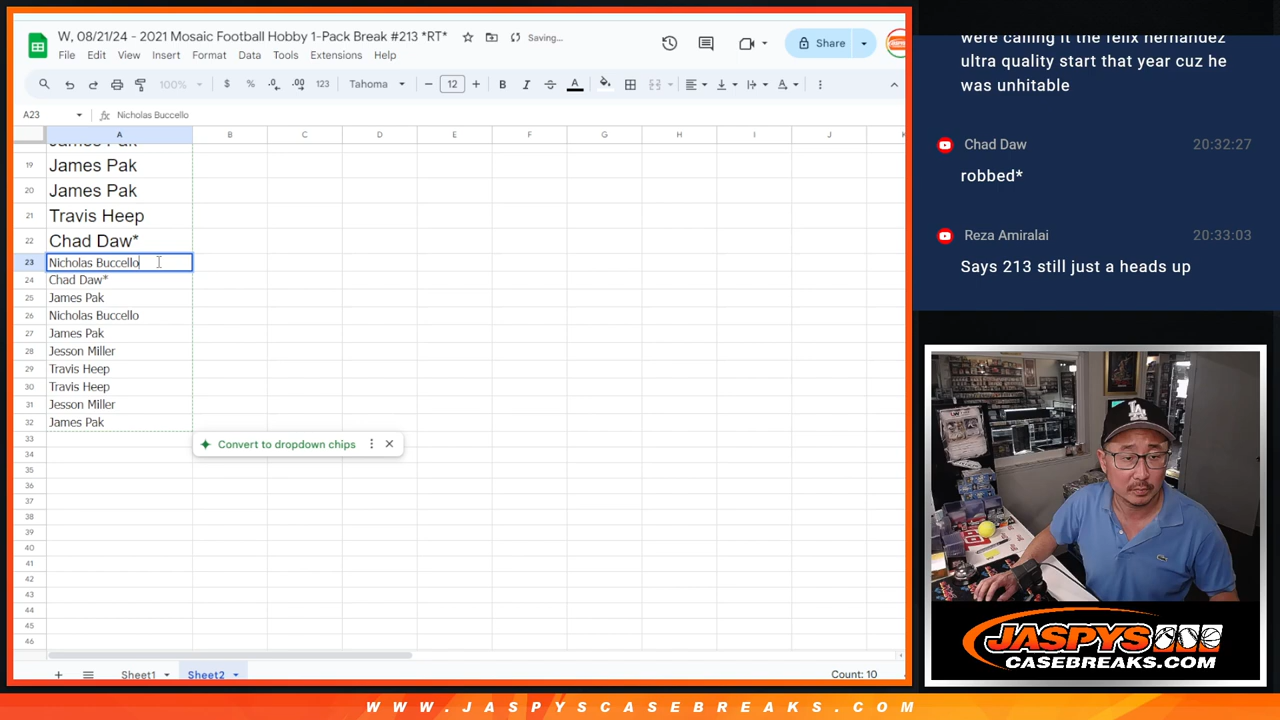 W, 08/21/24 - 2021 Mosaic Football Hobby 1-Pack Break #213 *RT*
Saving...
File Edit View Insert Format Data Tools Extensions Help
Share
100% $ % .0 .00 123 Tahoma 12 B I S A
A23 fx Nicholas Buccello
A B C D E F G H I J K
James Pak
19 James Pak
20 James Pak
21 Travis Heep
22 Chad Daw*
23 Nicholas Buccello
24 Chad Daw*
25 James Pak
26 Nicholas Buccello
27 James Pak
28 Jesson Miller
29 Travis Heep
30 Travis Heep
31 Jesson Miller
32 James Pak
33
34
35
36
37
38
39
40
41
42
43
44
45
46
Convert to dropdown chips
Sheet1 Sheet2
Count: 10
were calling it the felix hernandez
ultra quality start that year cuz he
was unhitable
Chad Daw 20:32:27
robbed*
Reza Amiralai 20:33:03
Says 213 still just a heads up
LA
JASPYS
CASEBREAKS.COM
WWW.JASPYSCASEBREAKS.COM